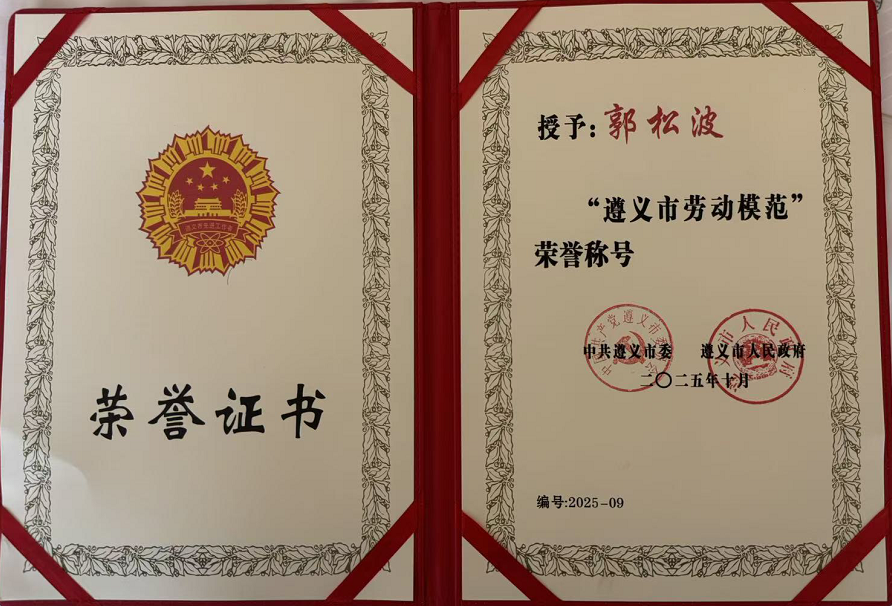 荣誉证书
授予：郭松波
“遵义市劳动模范”
荣誉称号
中共遵义市委 遵义市人民政府
二〇二五年十月
编号:2025-09